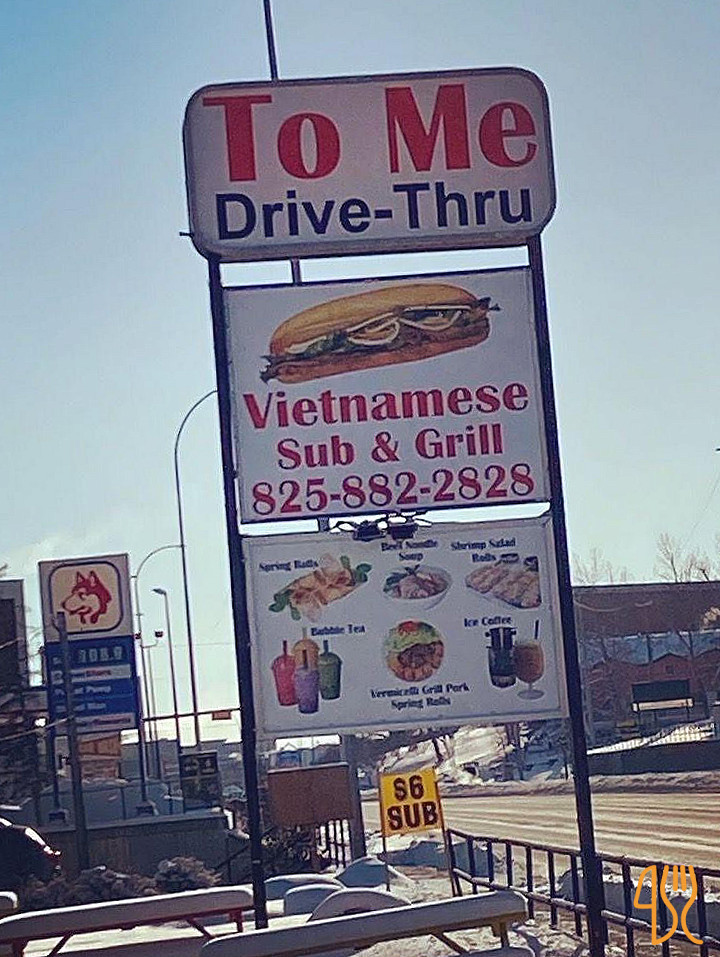 To Me
Drive-Thru
Vietnamese
Sub & Grill
825-882-2828
Spring Rolls
Beef Noodle
Soup
Shrimp Salad
Rolls
Bubble Tea
Ice Coffee
Vermicelli Grill Pork
Spring Rolls
$6
SUB